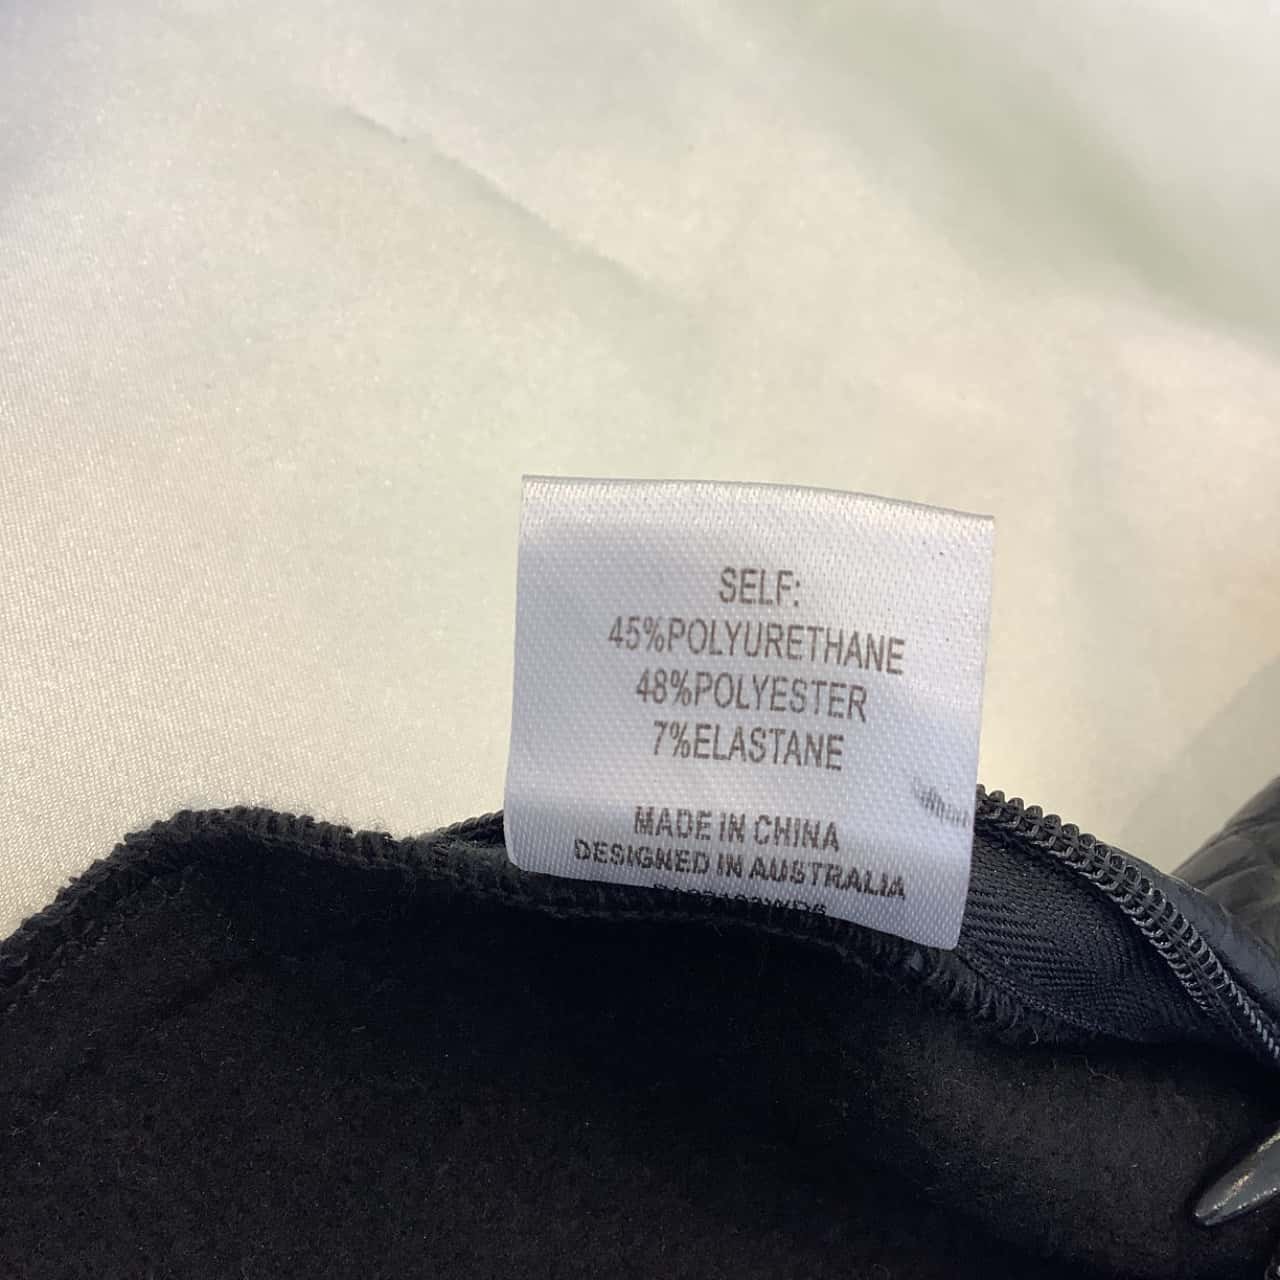 SELF:
45%POLYURETHANE
48%POLYESTER
7%ELASTANE
MADE IN CHINA
DESIGNED IN AUSTRALIA